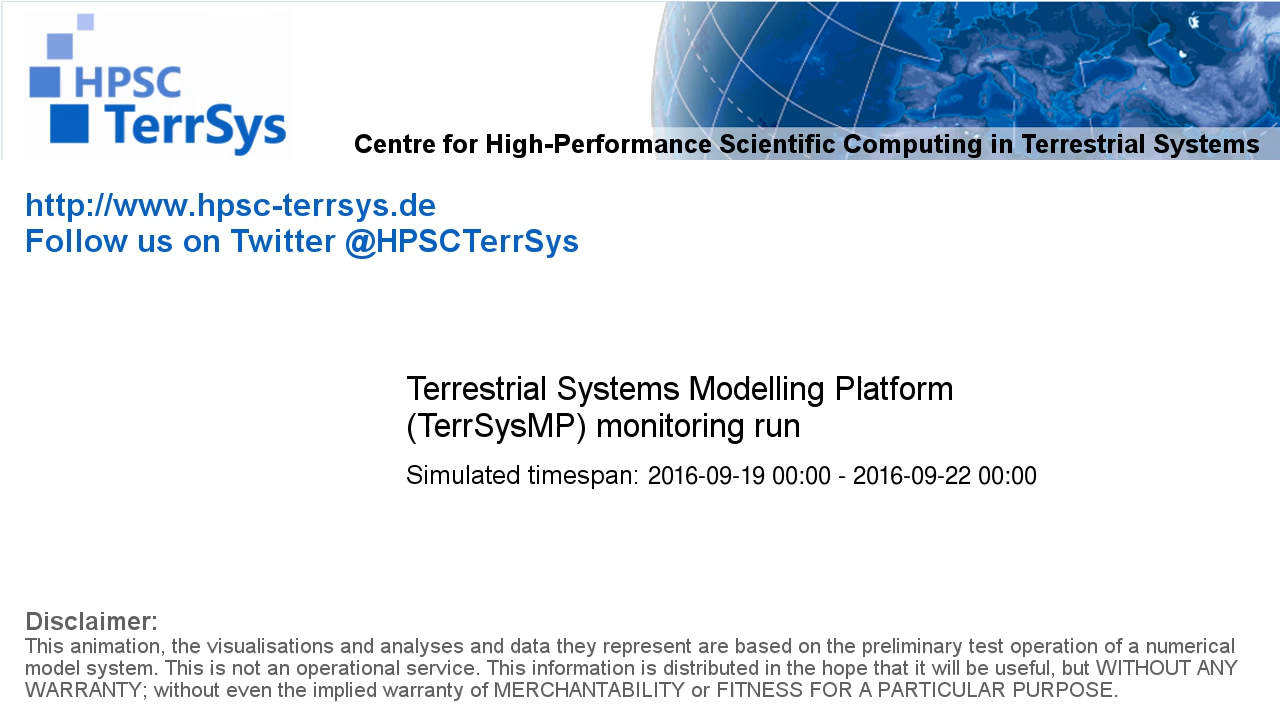 HPSC
TerrSys
Centre for High-Performance Scientific Computing in Terrestrial Systems
http://www.hpsc-terrsys.de
Follow us on Twitter @HPSCTerrSys
Terrestrial Systems Modelling Platform
(TerrSysMP) monitoring run
Simulated timespan: 2016-09-19 00:00 - 2016-09-22 00:00
Disclaimer:
This animation, the visualisations and analyses and data they represent are based on the preliminary test operation of a numerical
model system. This is not an operational service. This information is distributed in the hope that it will be useful, but WITHOUT ANY
WARRANTY; without even the implied warranty of MERCHANTABILITY or FITNESS FOR A PARTICULAR PURPOSE.